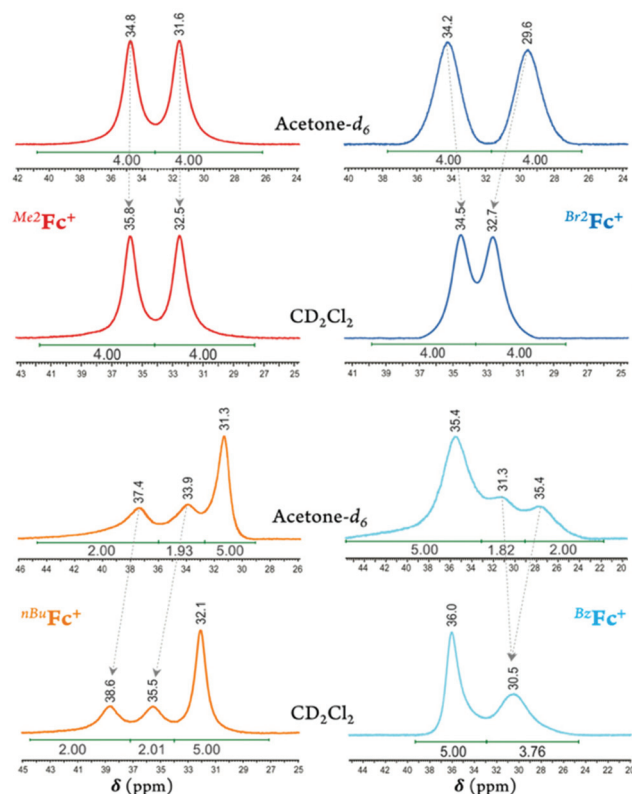 34.8 31.6
34.2 29.6
Acetone-d6
Acetone-d6
4.00 4.00
4.00 4.00
42 40 38 36 34 32 30 28 26 24
40 38 36 34 32 30 28 26 24
Me2Fc+
35.8 32.5
34.5 32.7
Br2Fc+
CD2Cl2
4.00 4.00
4.00 4.00
43 41 39 37 35 33 31 29 27 25
41 39 37 35 33 31 29 27 25
37.4 33.9 31.3
35.4 31.3 35.4
Acetone-d6
Acetone-d6
2.00 1.93 5.00
5.00 1.82 2.00
46 44 42 40 38 36 34 32 30 28 26
44 42 40 38 36 34 32 30 28 26 24 22 20
nBuFc+
BzFc+
38.6 35.5 32.1
36.0 30.5
CD2Cl2
2.00 2.01 5.00
5.00 3.76
45 43 41 39 37 35 33 31 29 27 25
44 42 40 38 36 34 32 30 28 26 24 22 20
δ (ppm)
δ (ppm)